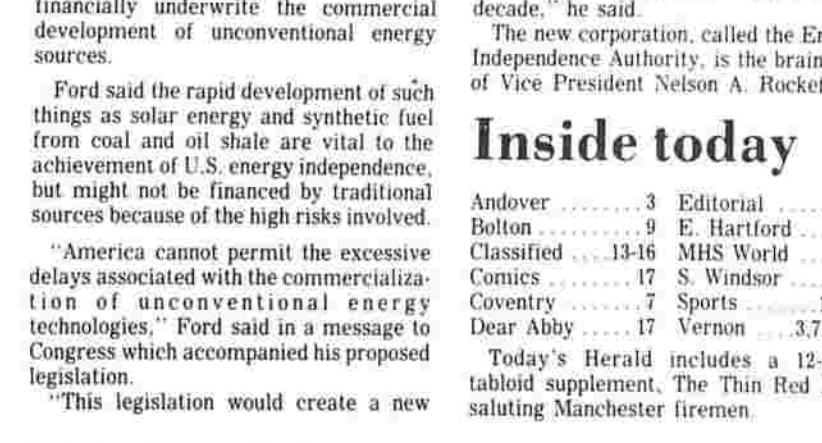 financially underwrite the commercial
development of unconventional energy
sources.
Ford said the rapid development of such
things as solar energy and synthetic fuel
from coal and oil shale are vital to the
achievement of U.S. energy independence,
but might not be financed by traditional
sources because of the high risks involved.
"America cannot permit the excessive
delays associated with the commercializa-
tion of unconventional energy
technologies," Ford said in a message to
Congress which accompanied his proposed
legislation.
"This legislation would create a new
decade," he said.
The new corporation, called the
Independence Authority, is the
of Vice President Nelson A.
Inside today
Andover ........ 3 Editorial ....
Bolton .......... 9 E. Hartford ...
Classified .... 13-16 MHS World ...
Comics ........ 17 S. Windsor ....
Coventry ....... 7 Sports .......
Dear Abby ..... 17 Vernon ....3,7
Today's Herald includes a 12-
tabloid supplement, The Thin Red
saluting Manchester firemen.